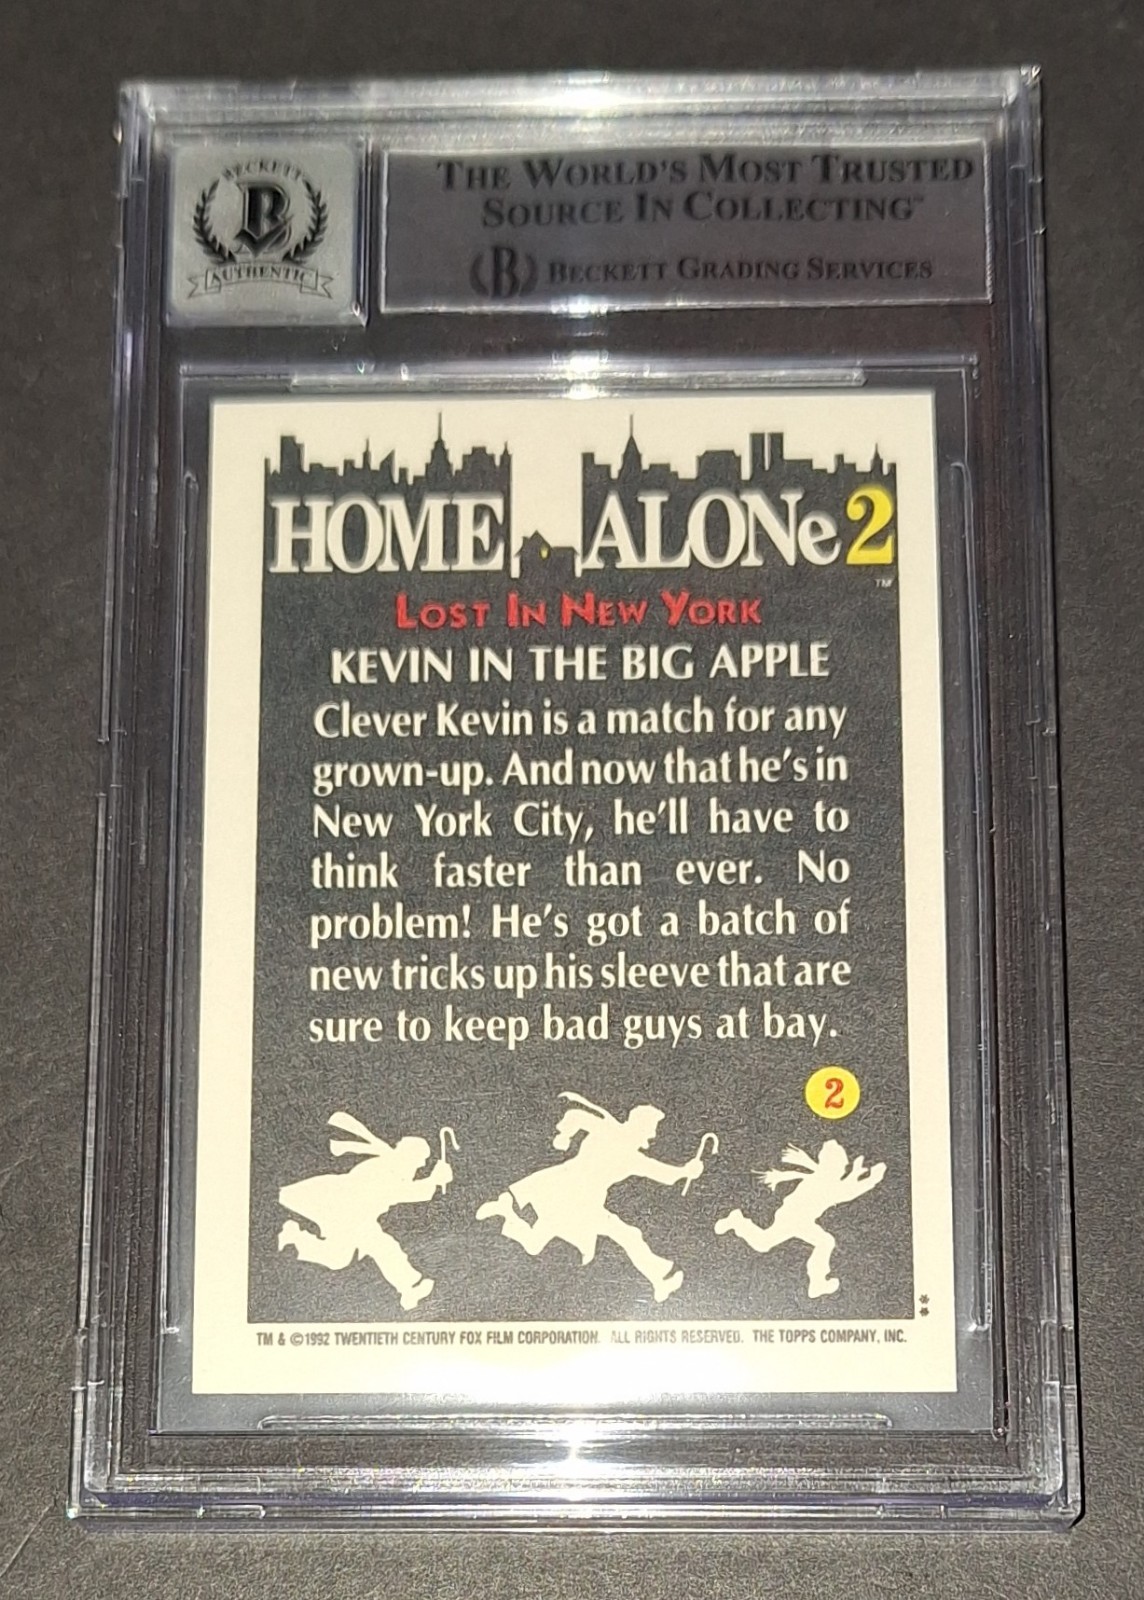 BECKETT
B
AUTHENTIC
THE WORLD'S MOST TRUSTED
SOURCE IN COLLECTING™
B BECKETT GRADING SERVICES
HOME ALONe 2
™
LOST IN NEW YORK
KEVIN IN THE BIG APPLE
Clever Kevin is a match for any
grown-up. And now that he's in
New York City, he'll have to
think faster than ever. No
problem! He's got a batch of
new tricks up his sleeve that are
sure to keep bad guys at bay.
2
**
TM & ©1992 TWENTIETH CENTURY FOX FILM CORPORATION. ALL RIGHTS RESERVED. THE TOPPS COMPANY, INC.